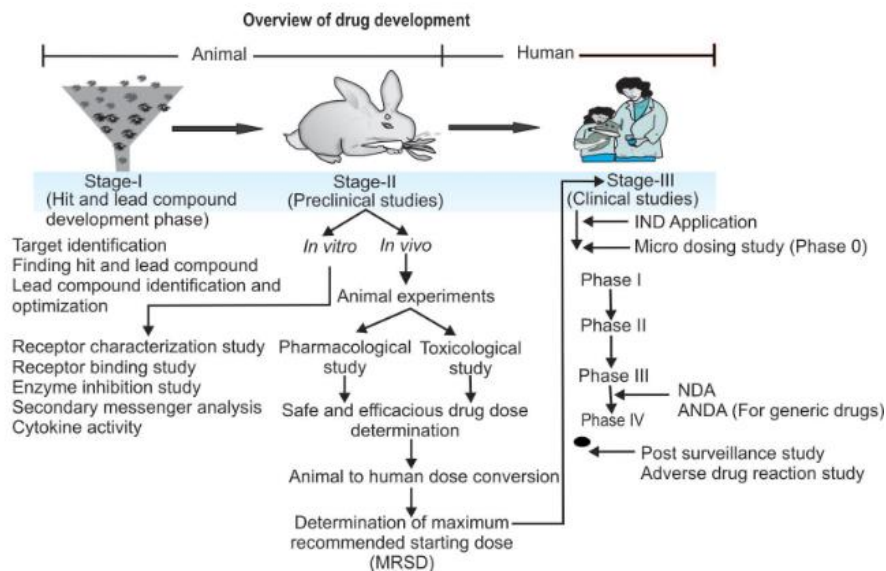 Overview of drug development
Animal
Human
Stage-I
(Hit and lead compound
development phase)
Stage-II
(Preclinical studies)
Stage-III
(Clinical studies)
Target identification
Finding hit and lead compound
Lead compound identification and
optimization
In vitro
In vivo
Receptor characterization study
Receptor binding study
Enzyme inhibition study
Secondary messenger analysis
Cytokine activity
Animal experiments
Pharmacological
study
Toxicological
study
Safe and efficacious drug dose
determination
Animal to human dose conversion
Determination of maximum
recommended starting dose
(MRSD)
IND Application
Micro dosing study (Phase 0)
Phase I
Phase II
Phase III
NDA
ANDA (For generic drugs)
Phase IV
Post surveillance study
Adverse drug reaction study